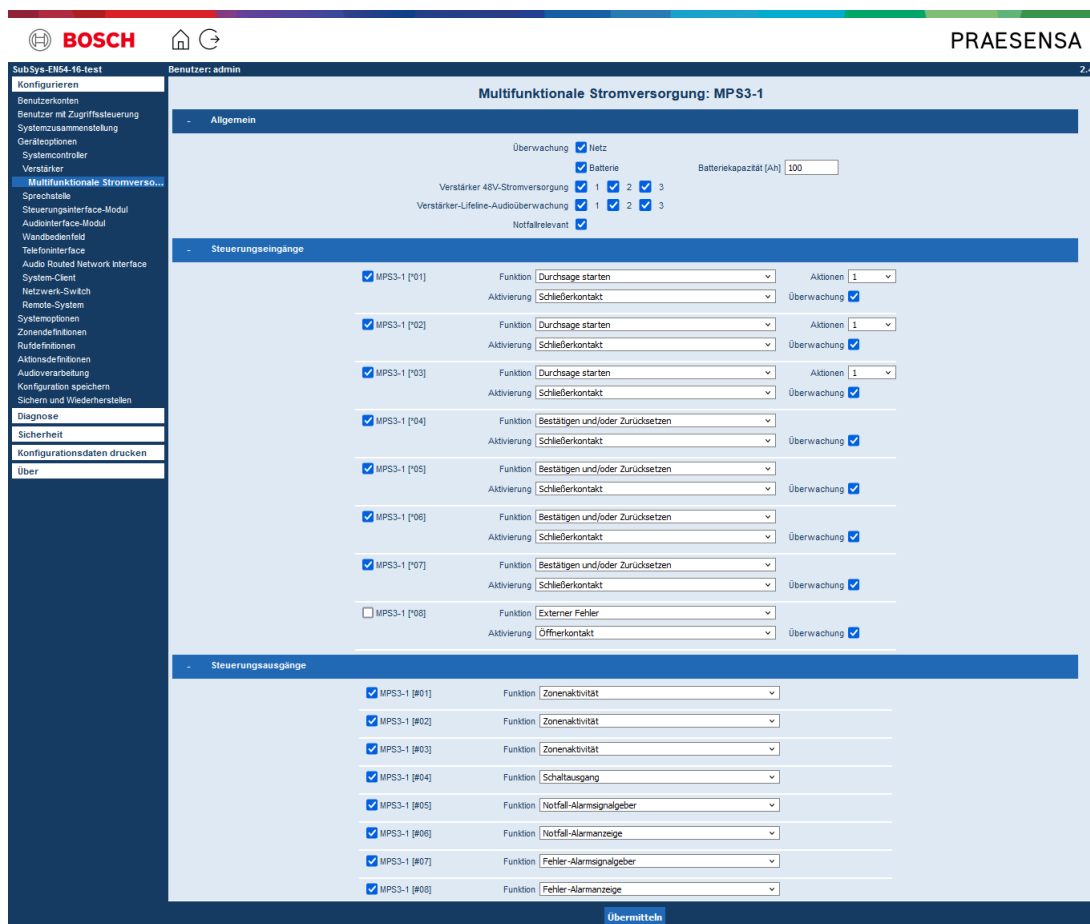 BOSCH
PRAESENSA
SubSys-EN54-16-test
Benutzer: admin
2.4
Konfigurieren
Benutzerkonten
Benutzer mit Zugriffssteuerung
Systemzusammenstellung
Geräteoptionen
Systemcontroller
Verstärker
Multifunktionale Stromverso...
Sprechstelle
Steuerungsinterface-Modul
Audiointerface-Modul
Wandbedienfeld
Telefoninterface
Audio Routed Network Interface
System-Client
Netzwerk-Switch
Remote-System
Systemoptionen
Zonendefinitionen
Rufdefinitionen
Aktionsdefinitionen
Audioverarbeitung
Konfiguration speichern
Sichern und Wiederherstellen
Diagnose
Sicherheit
Konfigurationsdaten drucken
Über
Multifunktionale Stromversorgung: MPS3-1
- Allgemein
Überwachung Netz
Batterie Batteriekapazität [Ah] 100
Verstärker 48V-Stromversorgung 1 2 3
Verstärker-Lifeline-Audioüberwachung 1 2 3
Notfallrelevant
- Steuerungseingänge
MPS3-1 [*01] Funktion Durchsage starten Aktionen 1
Aktivierung Schließerkontakt Überwachung
MPS3-1 [*02] Funktion Durchsage starten Aktionen 1
Aktivierung Schließerkontakt Überwachung
MPS3-1 [*03] Funktion Durchsage starten Aktionen 1
Aktivierung Schließerkontakt Überwachung
MPS3-1 [*04] Funktion Bestätigen und/oder Zurücksetzen
Aktivierung Schließerkontakt Überwachung
MPS3-1 [*05] Funktion Bestätigen und/oder Zurücksetzen
Aktivierung Schließerkontakt Überwachung
MPS3-1 [*06] Funktion Bestätigen und/oder Zurücksetzen
Aktivierung Schließerkontakt Überwachung
MPS3-1 [*07] Funktion Bestätigen und/oder Zurücksetzen
Aktivierung Schließerkontakt Überwachung
MPS3-1 [*08] Funktion Externer Fehler
Aktivierung Öffnerkontakt Überwachung
- Steuerungsausgänge
MPS3-1 [#01] Funktion Zonenaktivität
MPS3-1 [#02] Funktion Zonenaktivität
MPS3-1 [#03] Funktion Zonenaktivität
MPS3-1 [#04] Funktion Schaltausgang
MPS3-1 [#05] Funktion Notfall-Alarmsignalgeber
MPS3-1 [#06] Funktion Notfall-Alarmanzeige
MPS3-1 [#07] Funktion Fehler-Alarmsignalgeber
MPS3-1 [#08] Funktion Fehler-Alarmanzeige
Übermitteln